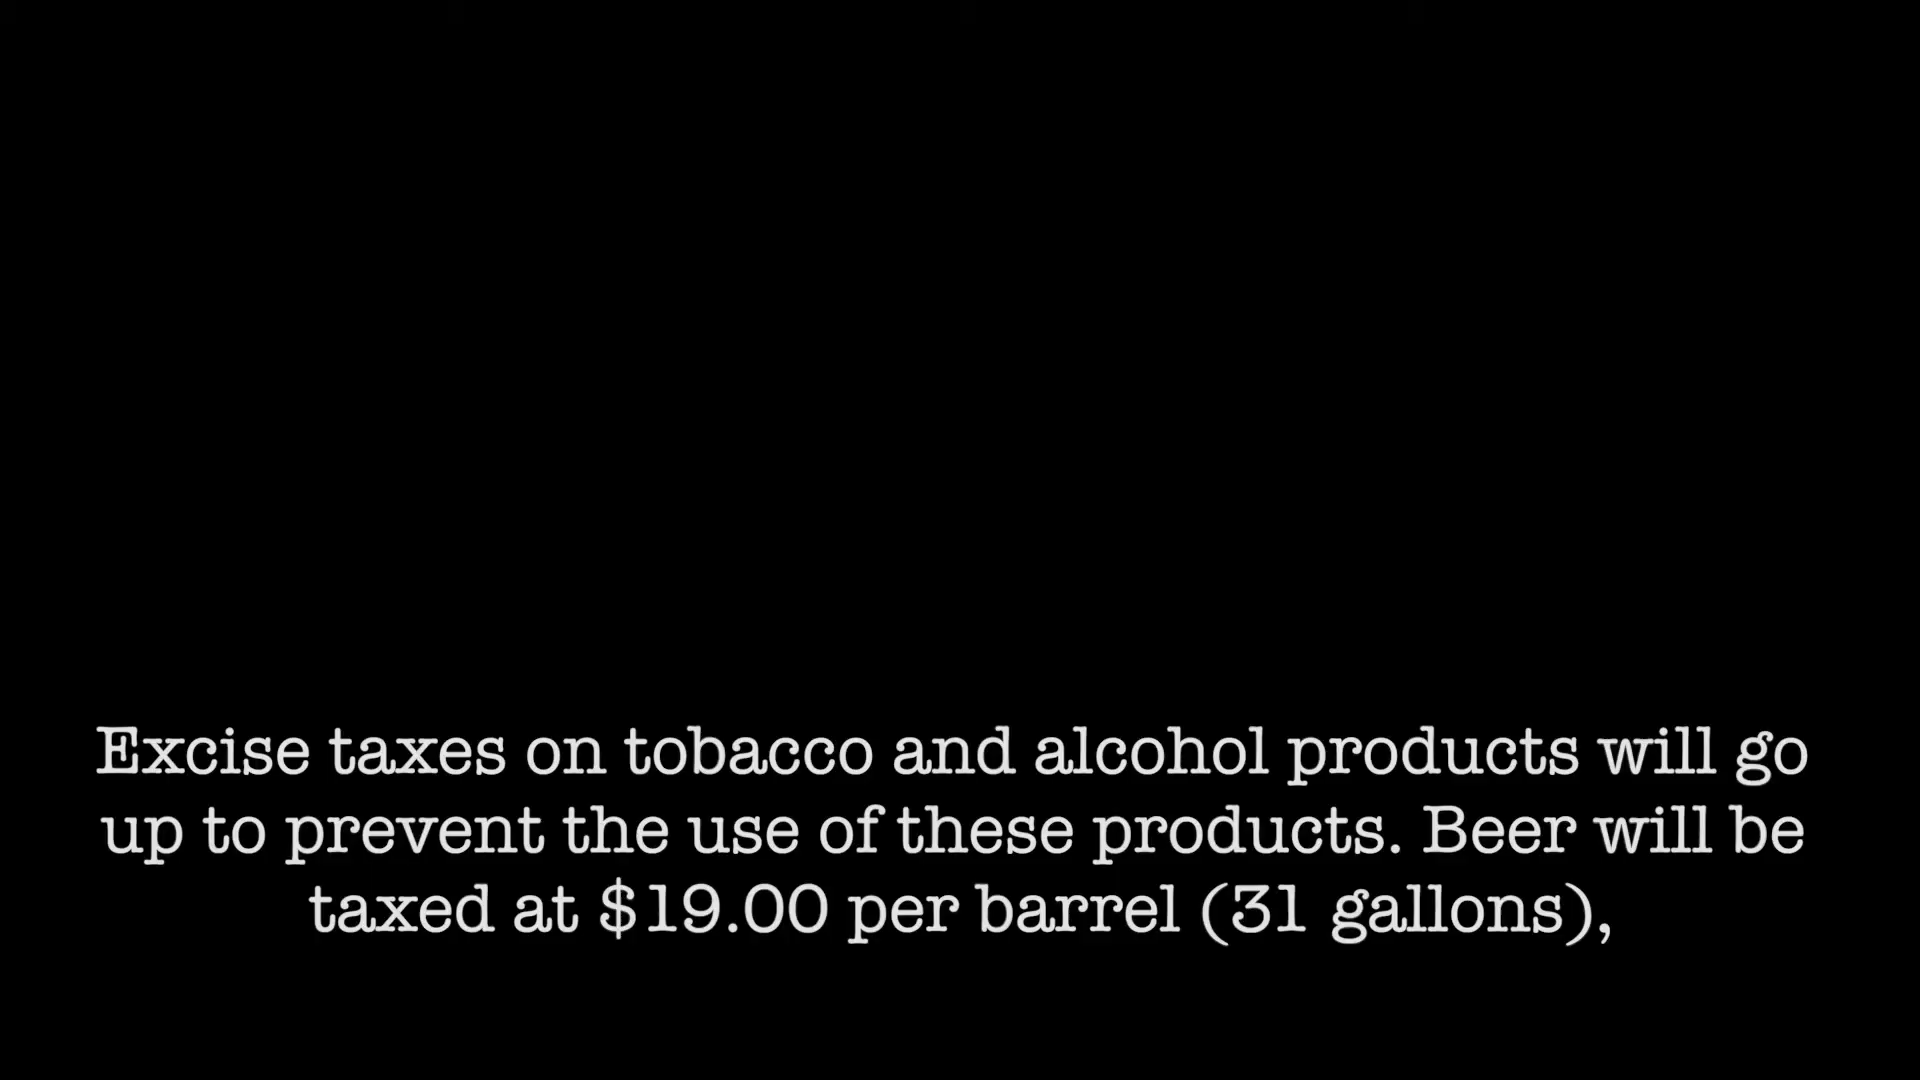 Excise taxes on tobacco and alcohol products will go
up to prevent the use of these products. Beer will be
taxed at $19.00 per barrel (31 gallons),